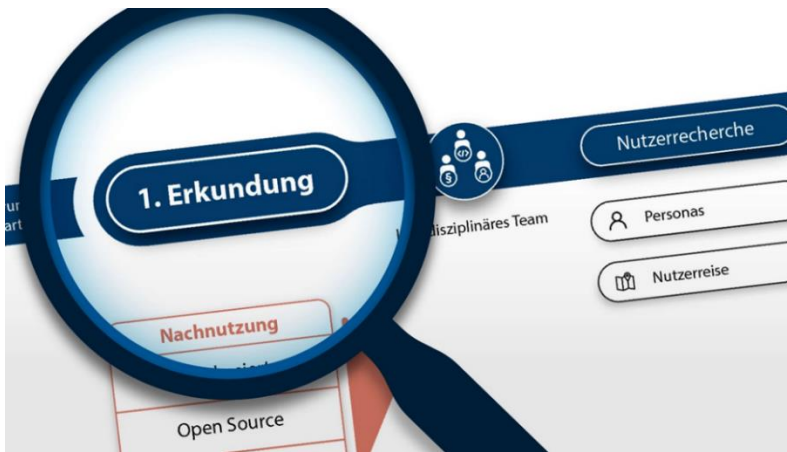 1. Erkundung
§
</>
Nutzerrecherche
disziplinäres Team
Personas
Nutzerreise
Nachnutzung
Open Source